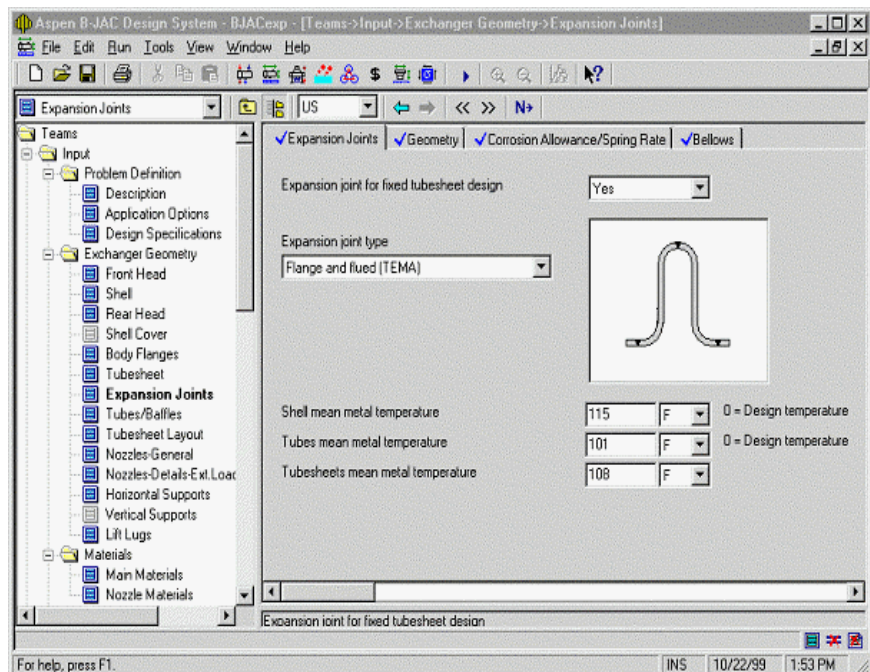 Aspen B-JAC Design System - BJACexp - [Teams->Input->Exchanger Geometry->Expansion Joints]
File Edit Run Tools View Window Help
Expansion Joints
US
N
Teams
Input
Problem Definition
Description
Application Options
Design Specifications
Exchanger Geometry
Front Head
Shell
Rear Head
Shell Cover
Body Flanges
Tubesheet
Expansion Joints
Tubes/Baffles
Tubesheet Layout
Nozzles-General
Nozzles-Details-Ext.Load
Horizontal Supports
Vertical Supports
Lift Lugs
Materials
Main Materials
Nozzle Materials
Expansion Joints Geometry Corrosion Allowance/Spring Rate Bellows
Expansion joint for fixed tubesheet design Yes
Expansion joint type
Flange and flued (TEMA)
Shell mean metal temperature 115 F 0 = Design temperature
Tubes mean metal temperature 101 F 0 = Design temperature
Tubesheets mean metal temperature 108 F
Expansion joint for fixed tubesheet design
For help, press F1. INS 10/22/99 1:53 PM